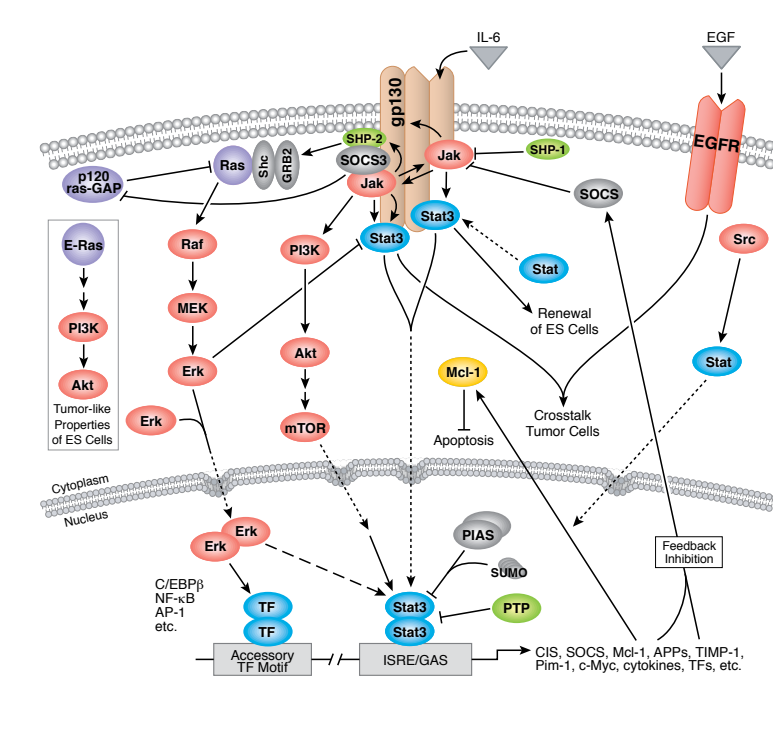 IL-6
EGF
gp130
EGFR
SHP-2
SHP-1
SOCS3
Jak
Jak
Ras
Shc
GRB2
p120
ras-GAP
SOCS
Stat3
Stat3
Src
E-Ras
Raf
PI3K
Stat
Renewal
of ES Cells
MEK
PI3K
Akt
Erk
Akt
Mcl-1
Stat
Tumor-like
Properties
of ES Cells
Erk
mTOR
Apoptosis
Crosstalk
Tumor Cells
Cytoplasm
Nucleus
Erk
Erk
PIAS
SUMO
Feedback
Inhibition
C/EBPβ
NF-κB
AP-1
etc.
TF
TF
Stat3
Stat3
PTP
Accessory
TF Motif
ISRE/GAS
CIS, SOCS, Mcl-1, APPs, TIMP-1,
Pim-1, c-Myc, cytokines, TFs, etc.